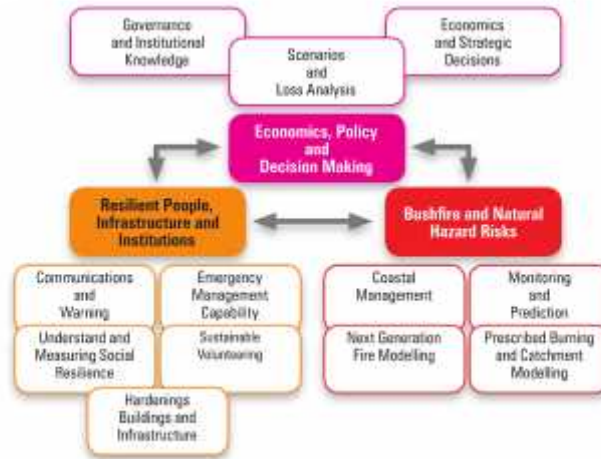 Governance
and Institutional
Knowledge
Economics
and Strategic
Decisions
Scenarios
and
Loss Analysis
Economics, Policy
and
Decision Making
Resilient People,
Infrastructure and
Institutions
Bushfire and Natural
Hazard Risks
Communications
and
Warning
Emergency
Management
Capability
Understand and
Measuring Social
Resilience
Sustainable
Volunteering
Hardenings
Buildings and
Infrastructure
Coastal
Management
Monitoring
and
Prediction
Next Generation
Fire Modelling
Prescribed Burning
and Catchment
Modelling